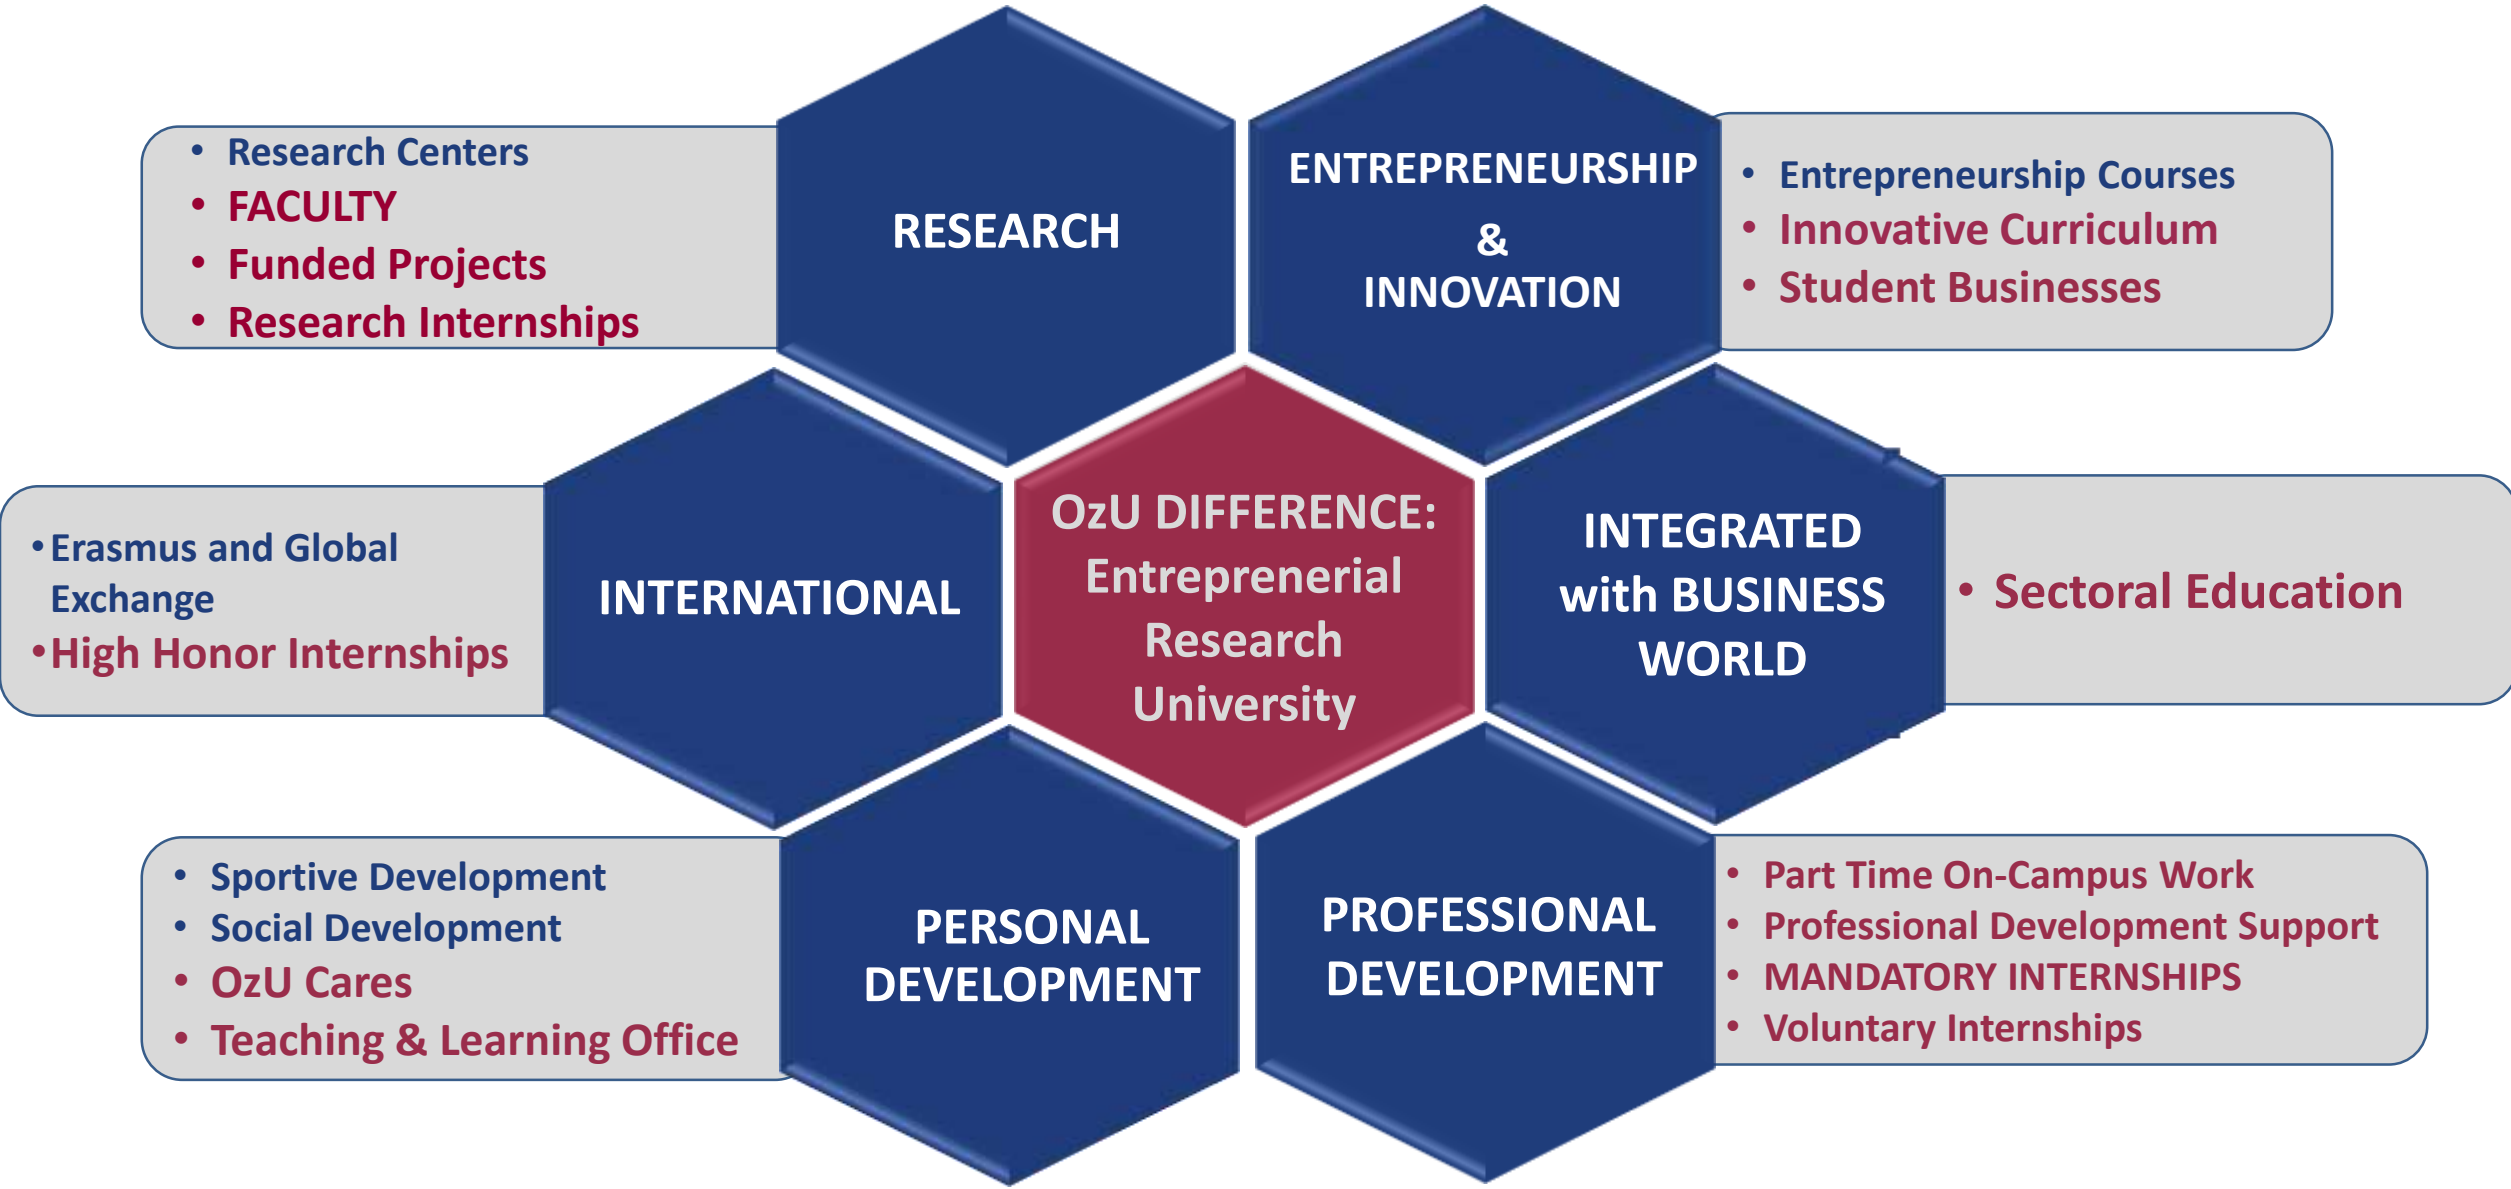 • Research Centers
• FACULTY
• Funded Projects
• Research Internships
RESEARCH
ENTREPRENEURSHIP
&
INNOVATION
• Entrepreneurship Courses
• Innovative Curriculum
• Student Businesses
• Erasmus and Global
Exchange
• High Honor Internships
INTERNATIONAL
OzU DIFFERENCE:
Entreprenerial
Research
University
INTEGRATED
with BUSINESS
WORLD
• Sectoral Education
• Sportive Development
• Social Development
• OzU Cares
• Teaching & Learning Office
PERSONAL
DEVELOPMENT
PROFESSIONAL
DEVELOPMENT
• Part Time On-Campus Work
• Professional Development Support
• MANDATORY INTERNSHIPS
• Voluntary Internships